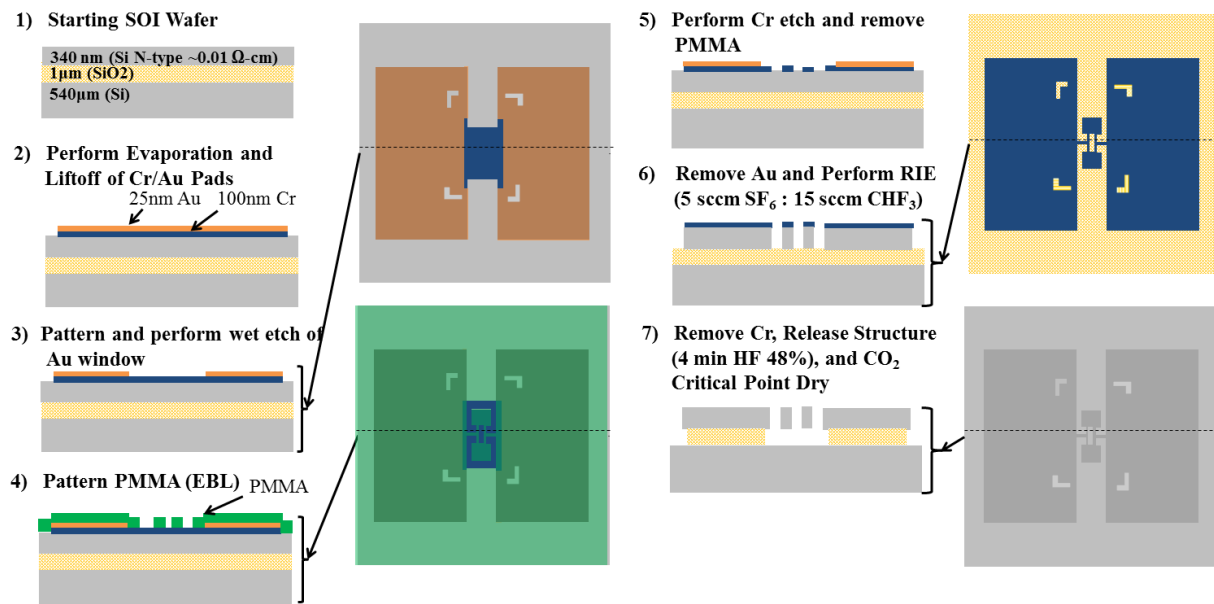 1) Starting SOI Wafer
340 nm (Si N-type ~0.01 Ω-cm)
1μm (SiO2)
540μm (Si)
2) Perform Evaporation and
Liftoff of Cr/Au Pads
25nm Au
100nm Cr
3) Pattern and perform wet etch of
Au window
4) Pattern PMMA (EBL)
PMMA
5) Perform Cr etch and remove
PMMA
6) Remove Au and Perform RIE
(5 sccm SF6 : 15 sccm CHF3)
7) Remove Cr, Release Structure
(4 min HF 48%), and CO2
Critical Point Dry